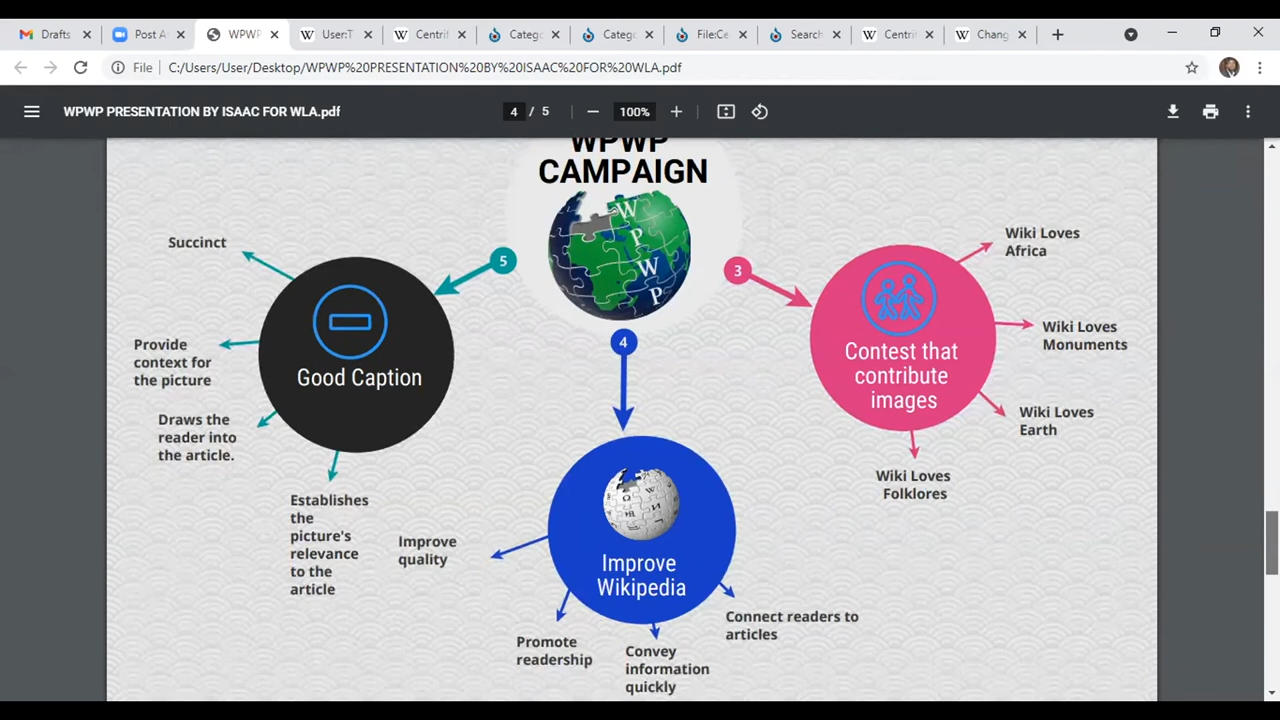 Drafts
Post A
WPWP
User:T
Centrif
Catego
Catego
File:Ce
Search
Centri
Chang
File
C:/Users/User/Desktop/WPWP%20PRESENTATION%20BY%20ISAAC%20FOR%20WLA.pdf
WPWP PRESENTATION BY ISAAC FOR WLA.pdf
4 / 5
100%
WPWP
CAMPAIGN
W
P
W
P
5
Succinct
Provide
context for
the picture
Draws the
reader into
the article.
Establishes
the
picture's
relevance
to the
article
Good Caption
4
Improve
Wikipedia
Improve
quality
Promote
readership
Convey
information
quickly
Connect readers to
articles
3
Contest that
contribute
images
Wiki Loves
Africa
Wiki Loves
Monuments
Wiki Loves
Earth
Wiki Loves
Folklores